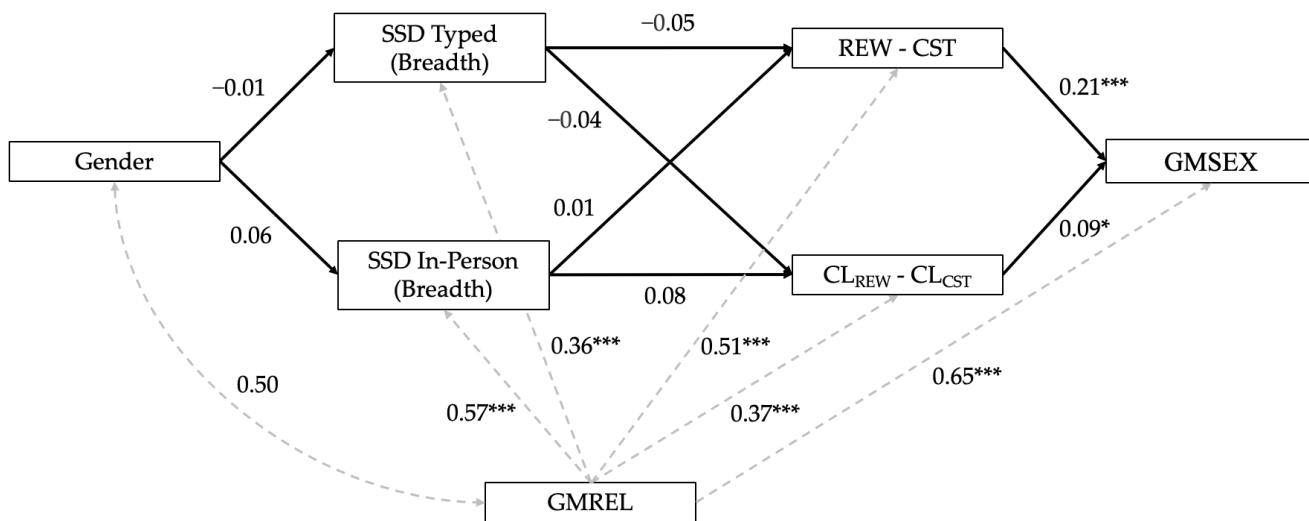 SSD Typed
(Breadth)
−0.05
REW - CST
−0.01
−0.04
0.21***
Gender
GMSEX
0.06
0.01
0.09*
SSD In-Person
(Breadth)
0.08
CL_REW - CL_CST
0.36***
0.51***
0.65***
0.50
0.57***
0.37***
GMREL